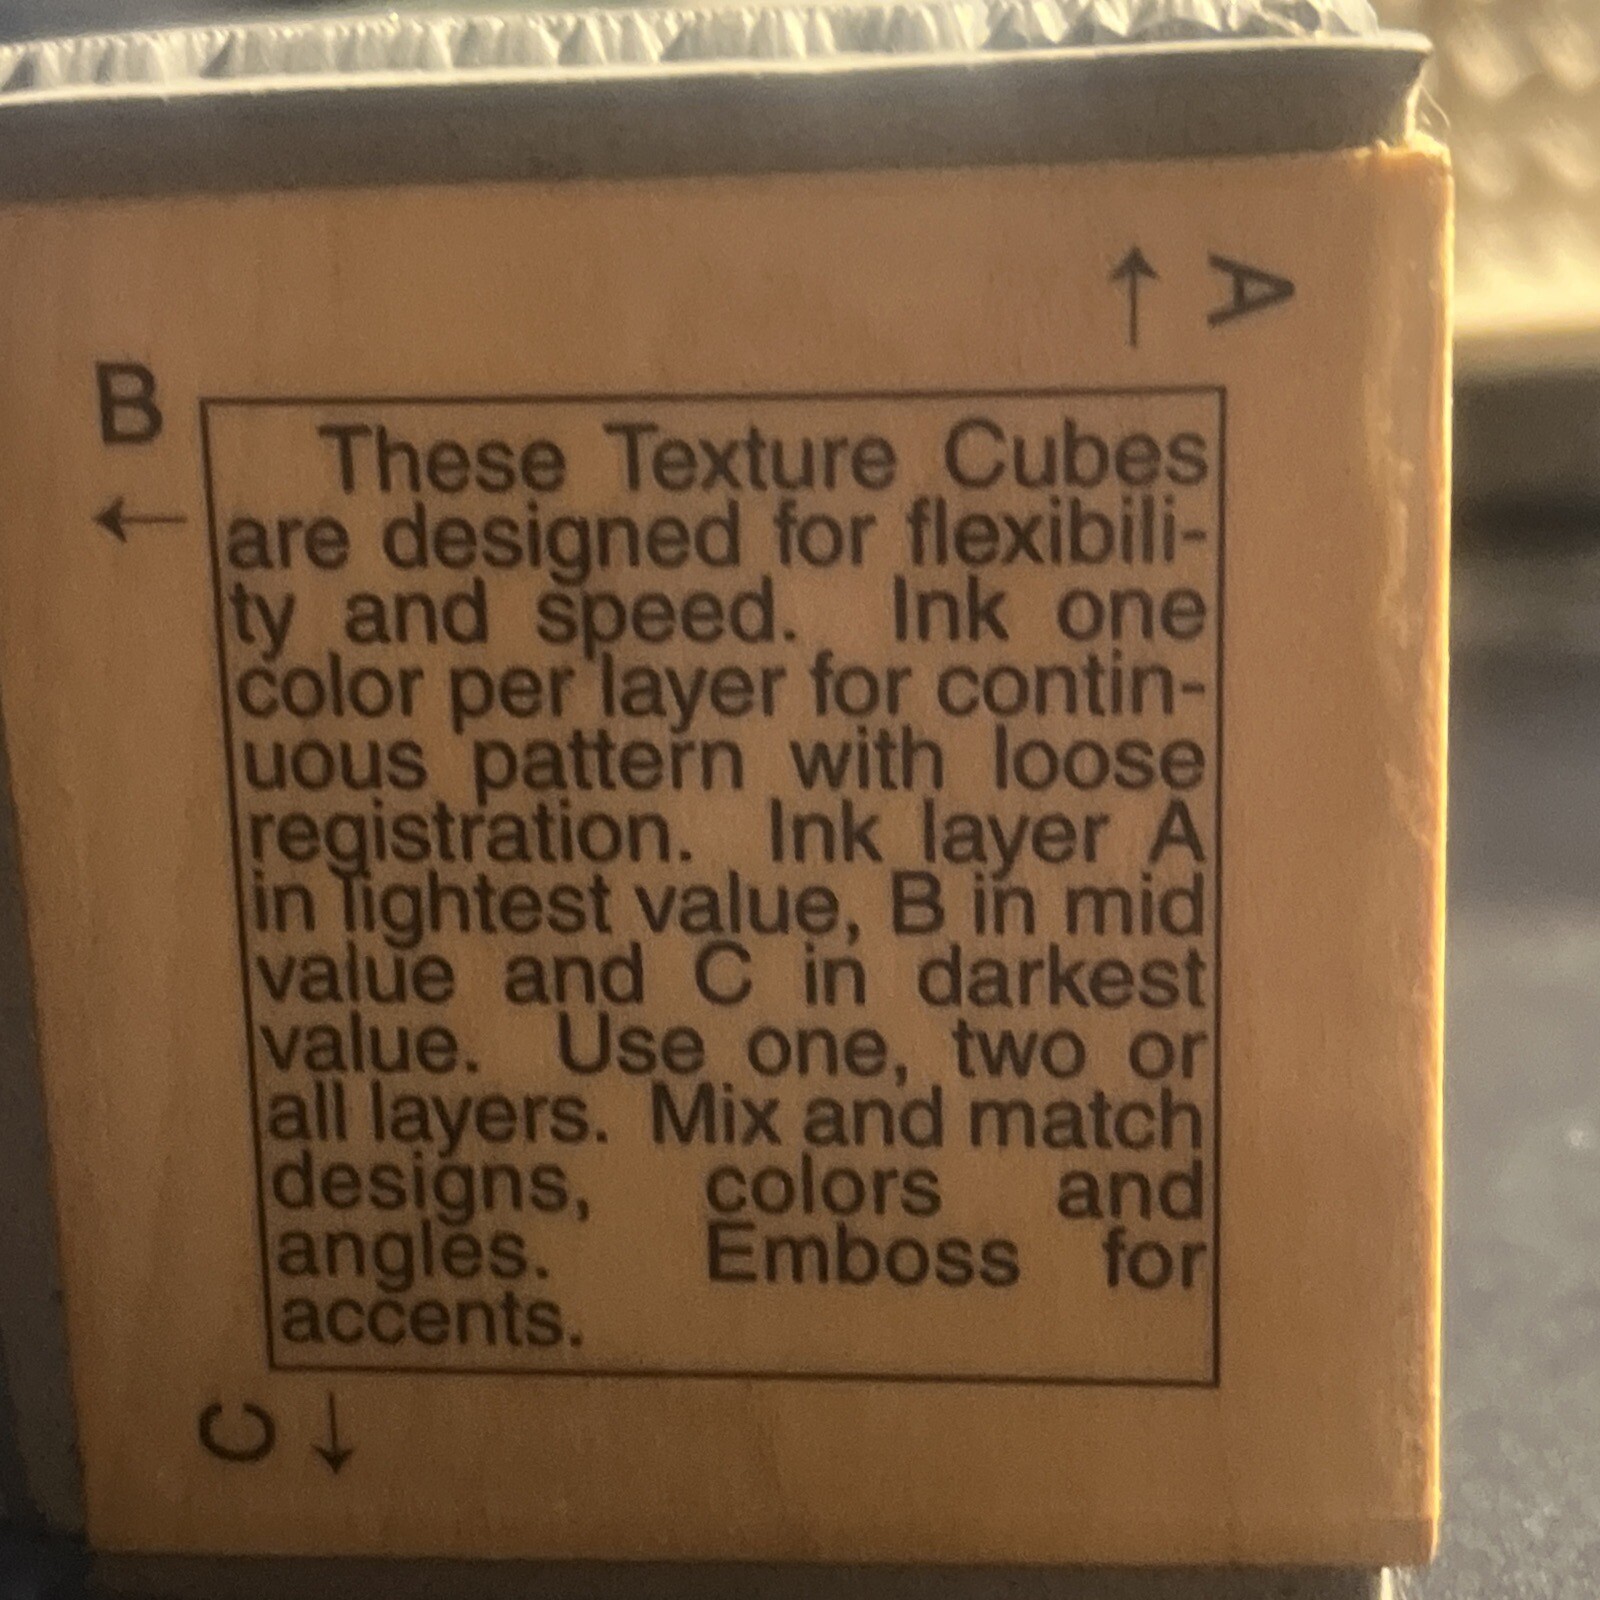 A
B
These Texture Cubes
are designed for flexibili-
ty and speed. Ink one
color per layer for contin-
uous pattern with loose
registration. Ink layer A
in lightest value, B in mid
value and C in darkest
value. Use one, two or
all layers. Mix and match
designs, colors and
angles. Emboss for
accents.
C